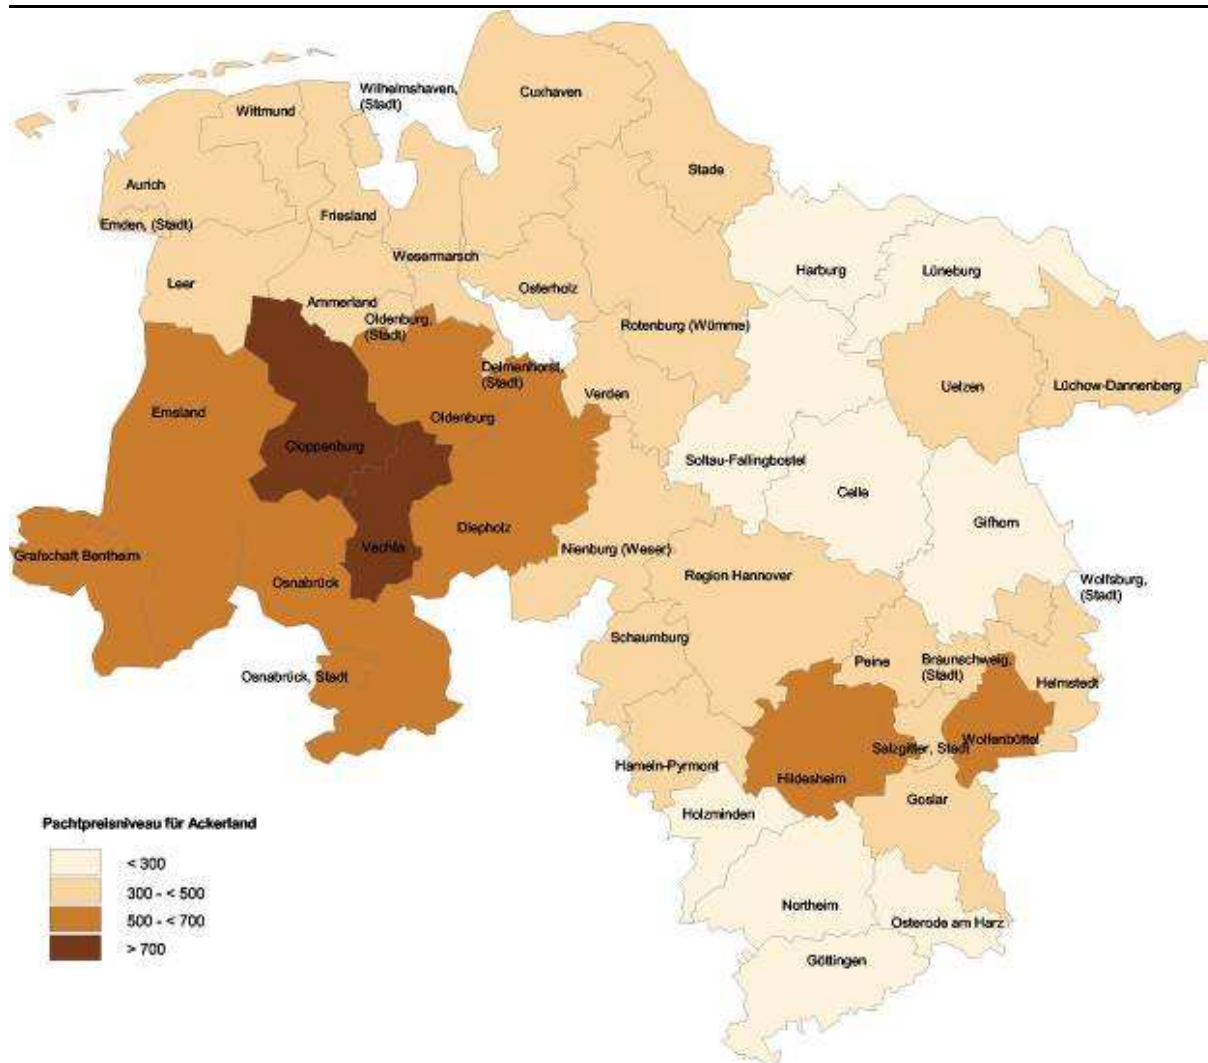 Cuxhaven
Wilhelmshaven,
(Stadt)
Wittmund
Stade
Aurich
Friesland
Emden, (Stadt)
Wesermarsch
Harburg
Lüneburg
Leer
Osterholz
Ammerland
Oldenburg,
(Stadt)
Rotenburg (Wümme)
Delmenhorst,
(Stadt)
Uelzen
Lüchow-Dannenberg
Verden
Emsland
Oldenburg
Cloppenburg
Soltau-Fallingbostel
Celle
Gifhorn
Diepholz
Vechta
Nienburg (Weser)
Grafschaft Bentheim
Osnabrück
Region Hannover
Wolfsburg,
(Stadt)
Schaumburg
Peine
Braunschweig,
(Stadt)
Osnabrück, Stadt
Helmstedt
Wolfenbüttel
Salzgitter, Stadt
Hameln-Pyrmont
Hildesheim
Goslar
Holzminden
Northeim
Osterode am Harz
Göttingen
Pachtpreisniveau für Ackerland
< 300
300 - < 500
500 - < 700
> 700